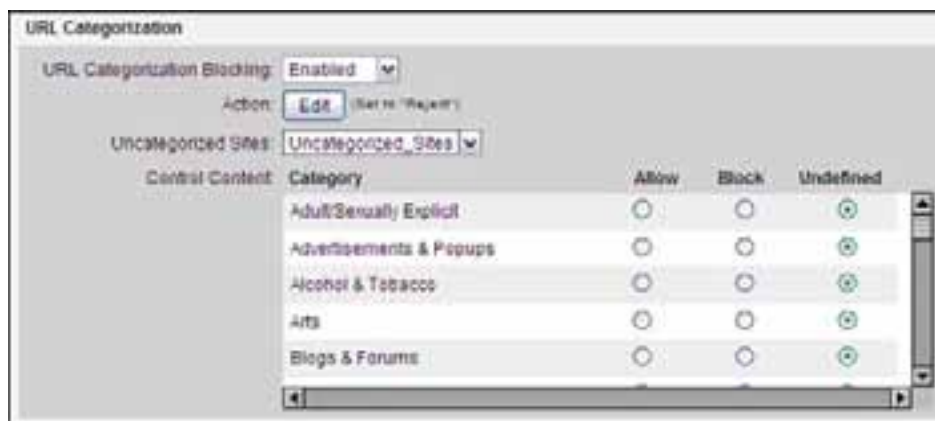 URL Categorization
URL Categorization Blocking: Enabled
Action: Edit (Set to "Reject")
Uncategorized Sites: Uncategorized_Sites
Control Content: Category Allow Block Undefined
Adult/Sexually Explicit
Advertisements & Popups
Alcohol & Tobacco
Arts
Blogs & Forums